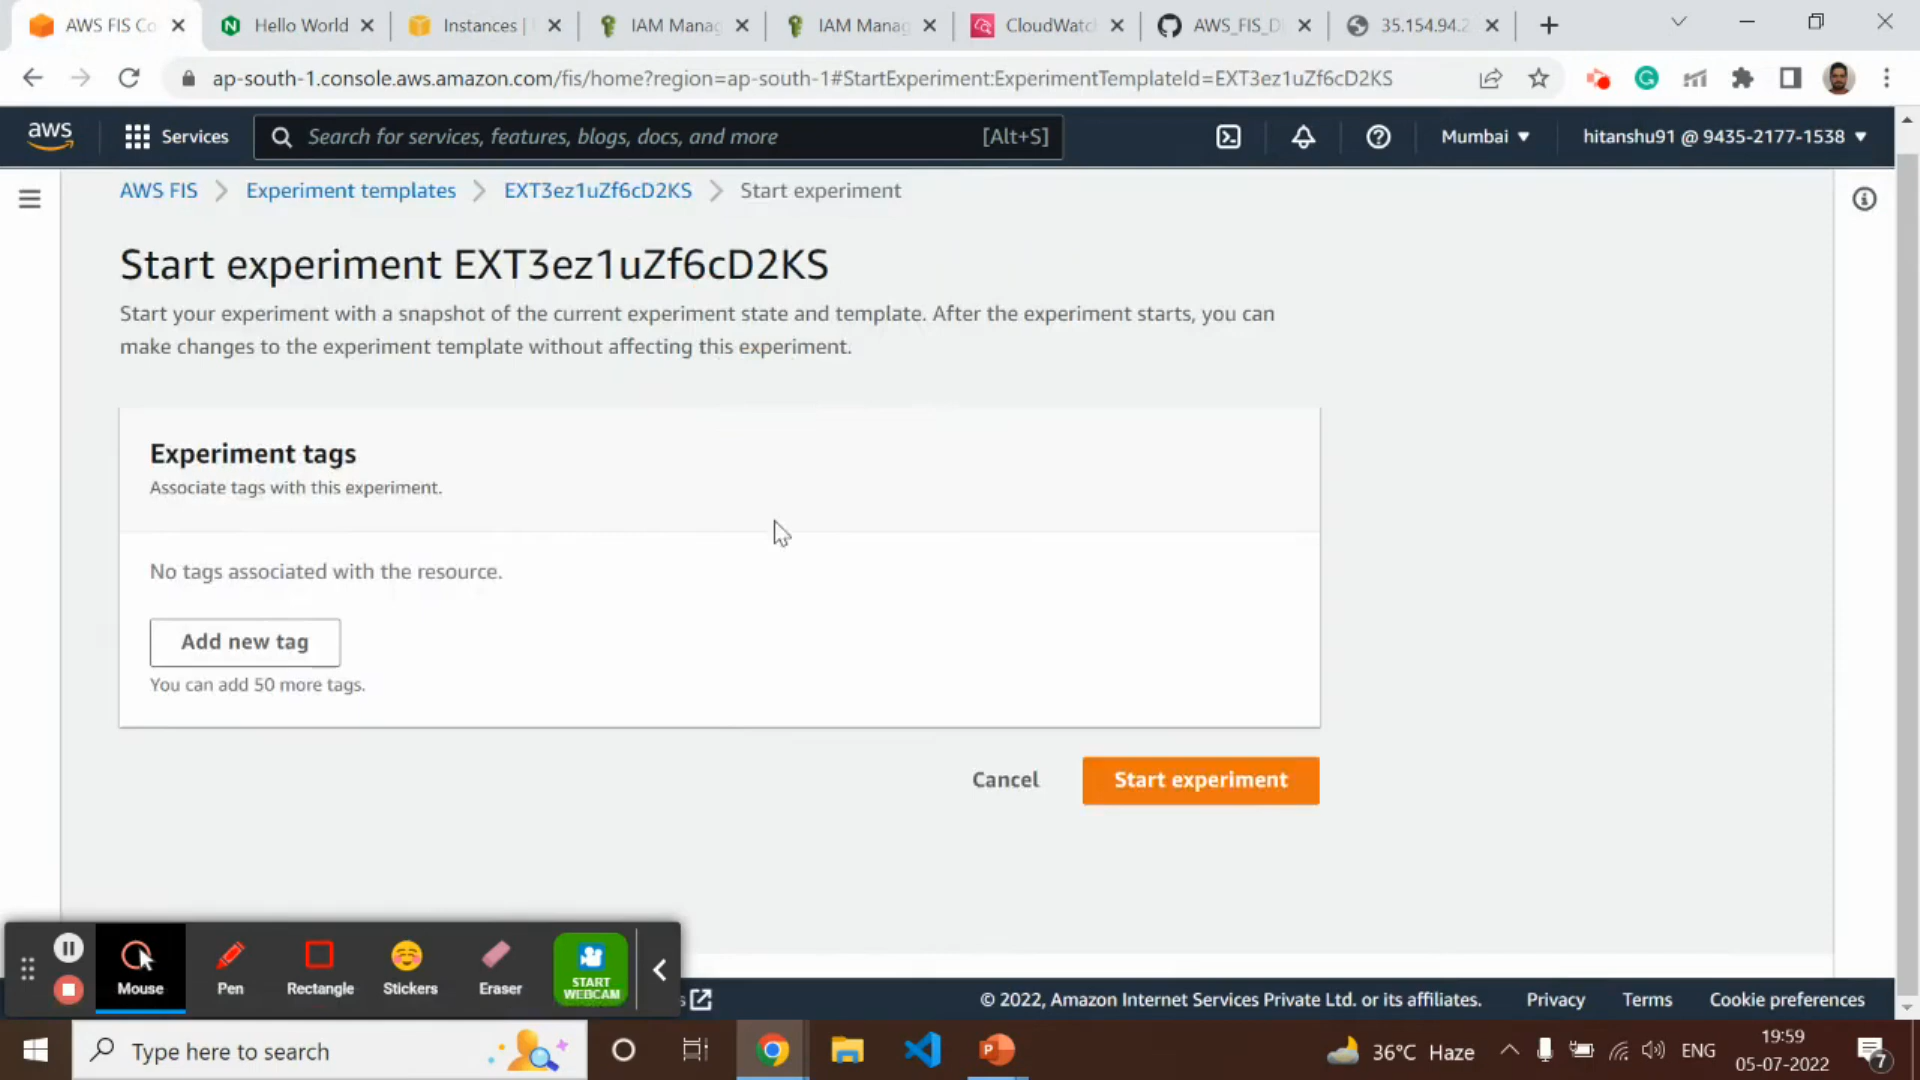 AWS FIS Co
Hello World
Instances |
IAM Manag
IAM Manag
CloudWatc
AWS_FIS_D
35.154.94.2
ap-south-1.console.aws.amazon.com/fis/home?region=ap-south-1#StartExperiment:ExperimentTemplateId=EXT3ez1uZf6cD2KS
aws
Services
Search for services, features, blogs, docs, and more
[Alt+S]
Mumbai
hitanshu91 @ 9435-2177-1538
AWS FIS
Experiment templates
EXT3ez1uZf6cD2KS
Start experiment
Start experiment EXT3ez1uZf6cD2KS
Start your experiment with a snapshot of the current experiment state and template. After the experiment starts, you can
make changes to the experiment template without affecting this experiment.
Experiment tags
Associate tags with this experiment.
No tags associated with the resource.
Add new tag
You can add 50 more tags.
Cancel
Start experiment
Mouse
Pen
Rectangle
Stickers
Eraser
START
WEBCAM
s
© 2022, Amazon Internet Services Private Ltd. or its affiliates.
Privacy
Terms
Cookie preferences
Type here to search
36°C Haze
ENG
19:59
05-07-2022
7